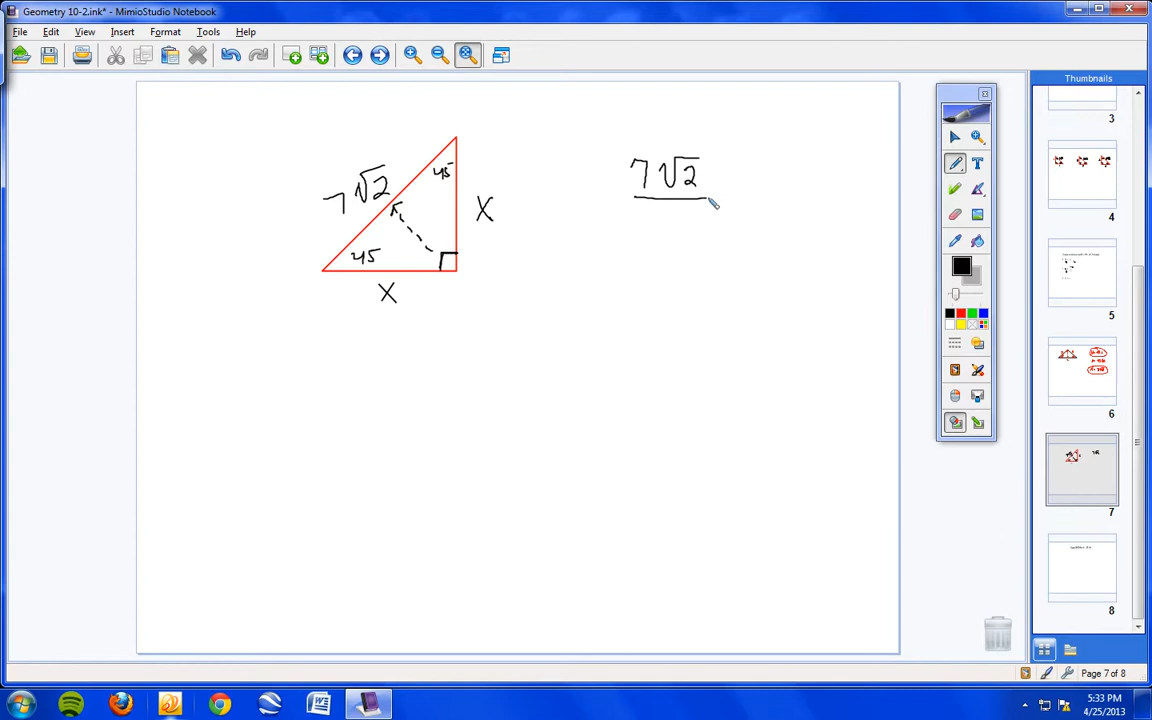 Geometry 10-2.ink* - MimioStudio Notebook
File Edit View Insert Format Tools Help
Thumbnails
3
4
5
6
7
8
7√2
45
X
45
X
7√2
Page 7 of 8
5:33 PM
4/25/2013